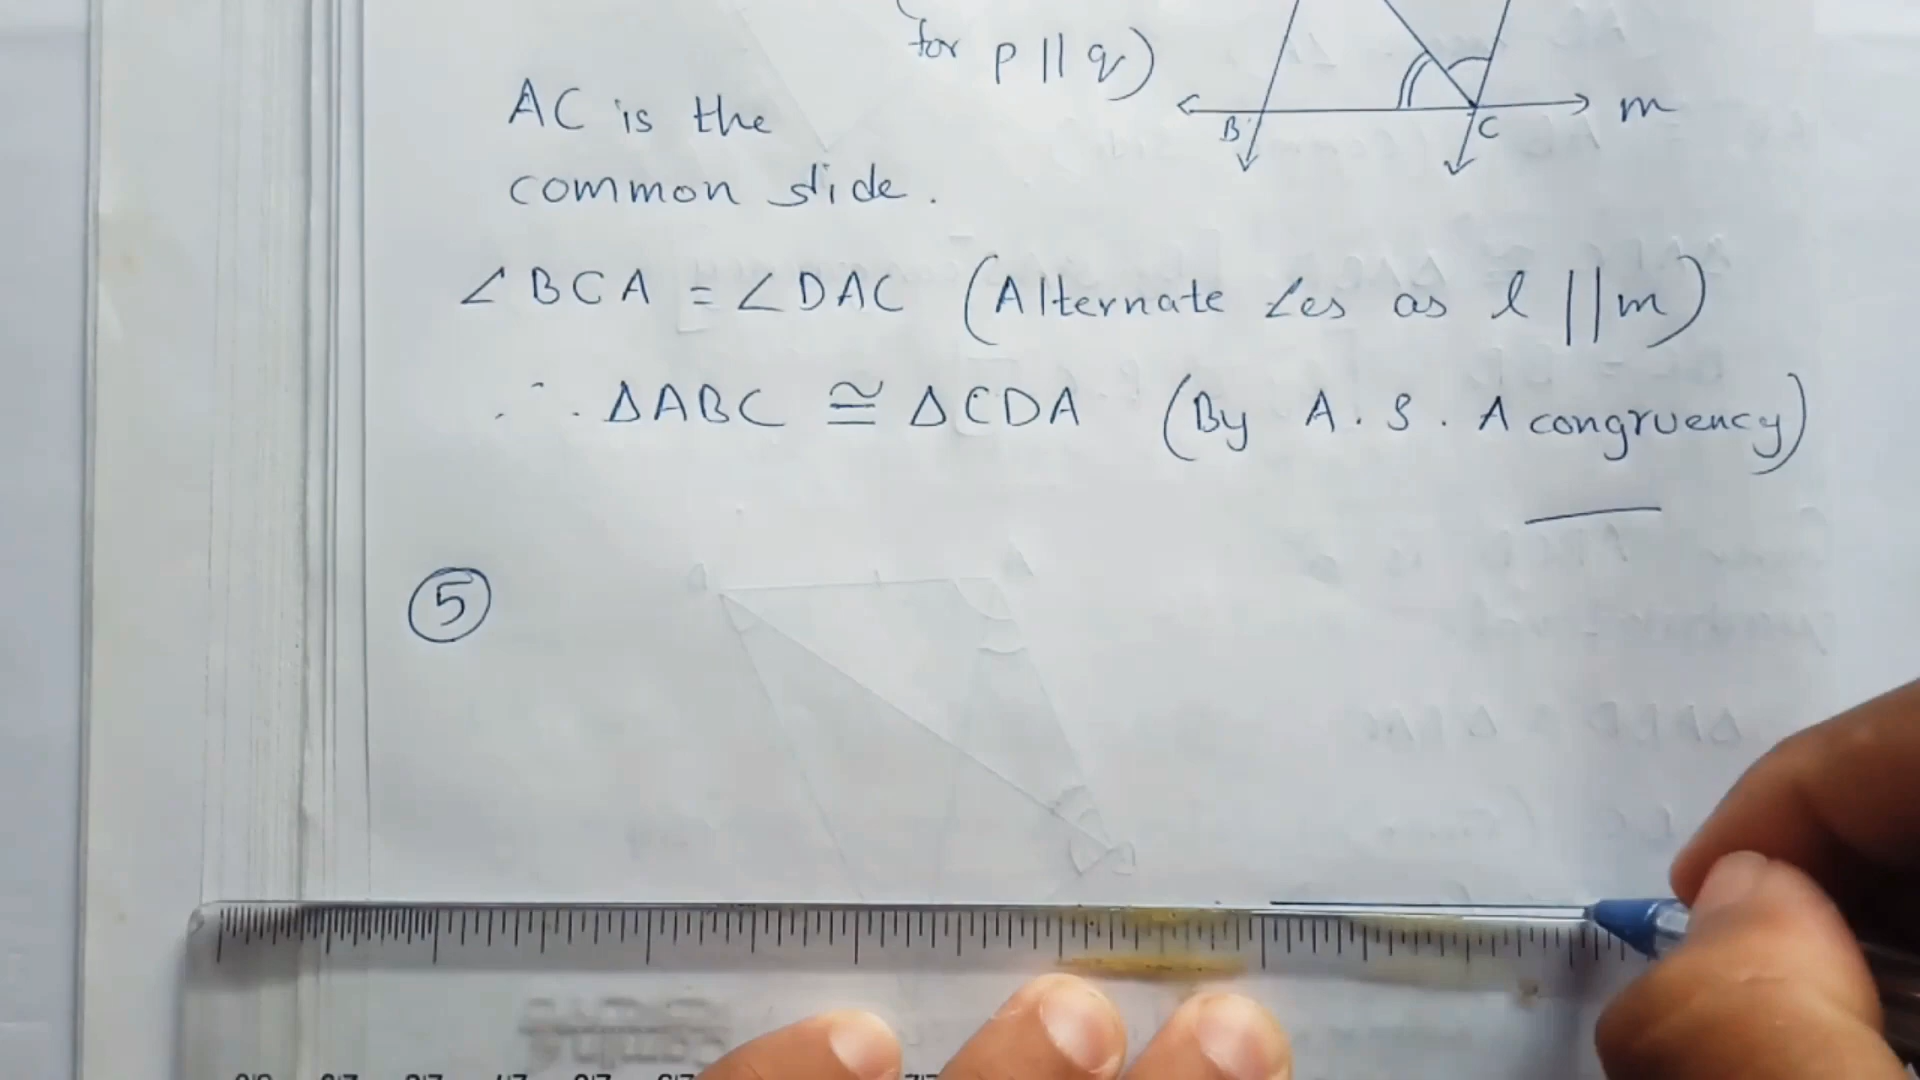 for p || q)
AC is the
common side.
B
C
m
∠BCA = ∠DAC (Alternate ∠es as l || m)
∴ ΔABC ≅ ΔCDA (By A.S.A congruency)
5